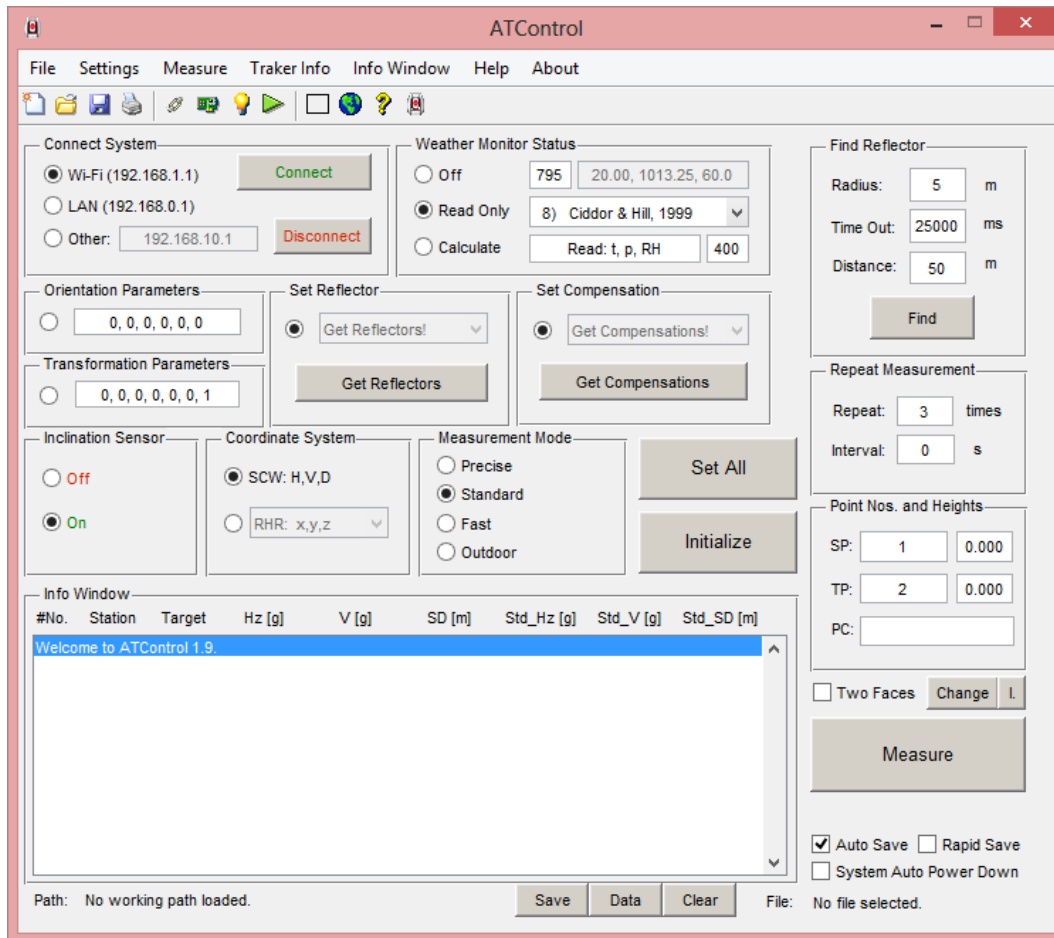 ATControl
File Settings Measure Traker Info Info Window Help About
Connect System
Wi-Fi (192.168.1.1)
Connect
LAN (192.168.0.1)
Other: 192.168.10.1
Disconnect
Weather Monitor Status
Off 795 20.00, 1013.25, 60.0
Read Only 8) Ciddor & Hill, 1999
Calculate Read: t, p, RH 400
Find Reflector
Radius: 5 m
Time Out: 25000 ms
Distance: 50 m
Find
Orientation Parameters
0, 0, 0, 0, 0, 0
Transformation Parameters
0, 0, 0, 0, 0, 0, 1
Set Reflector
Get Reflectors!
Get Reflectors
Set Compensation
Get Compensations!
Get Compensations
Repeat Measurement
Repeat: 3 times
Interval: 0 s
Inclination Sensor
Off
On
Coordinate System
SCW: H,V,D
RHR: x,y,z
Measurement Mode
Precise
Standard
Fast
Outdoor
Set All
Initialize
Point Nos. and Heights
SP: 1 0.000
TP: 2 0.000
PC:
Info Window
#No. Station Target Hz [g] V [g] SD [m] Std_Hz [g] Std_V [g] Std_SD [m]
Welcome to ATControl 1.9.
Two Faces Change I.
Measure
Auto Save Rapid Save
System Auto Power Down
Path: No working path loaded.
Save Data Clear
File: No file selected.